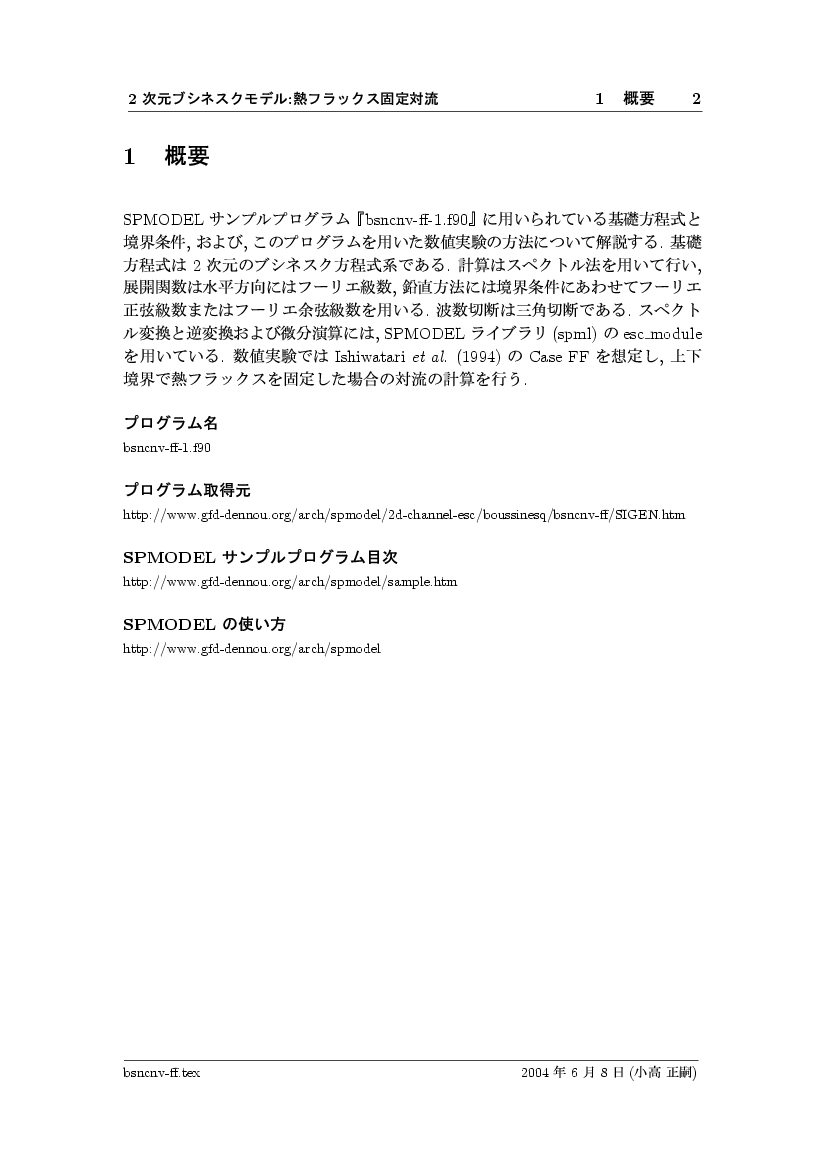 2 次元ブシネスクモデル:熱フラックス固定対流 1 概要 2
1 概要
SPMODEL サンプルプログラム『bsncnv-ff-1.f90』に用いられている基礎方程式と
境界条件, および, このプログラムを用いた数値実験の方法について解説する. 基礎
方程式は 2 次元のブシネスク方程式系である. 計算はスペクトル法を用いて行い,
展開関数は水平方向にはフーリエ級数, 鉛直方法には境界条件にあわせてフーリエ
正弦級数またはフーリエ余弦級数を用いる. 波数切断は三角切断である. スペクト
ル変換と逆変換および微分演算には, SPMODEL ライブラリ (spml) の esc_module
を用いている. 数値実験では Ishiwatari et al. (1994) の Case FF を想定し, 上下
境界で熱フラックスを固定した場合の対流の計算を行う.
プログラム名
bsncnv-ff-1.f90
プログラム取得元
http://www.gfd-dennou.org/arch/spmodel/2d-channel-esc/boussinesq/bsncnv-ff/SIGEN.htm
SPMODEL サンプルプログラム目次
http://www.gfd-dennou.org/arch/spmodel/sample.htm
SPMODEL の使い方
http://www.gfd-dennou.org/arch/spmodel
bsncnv-ff.tex 2004 年 6 月 8 日 (小高 正嗣)